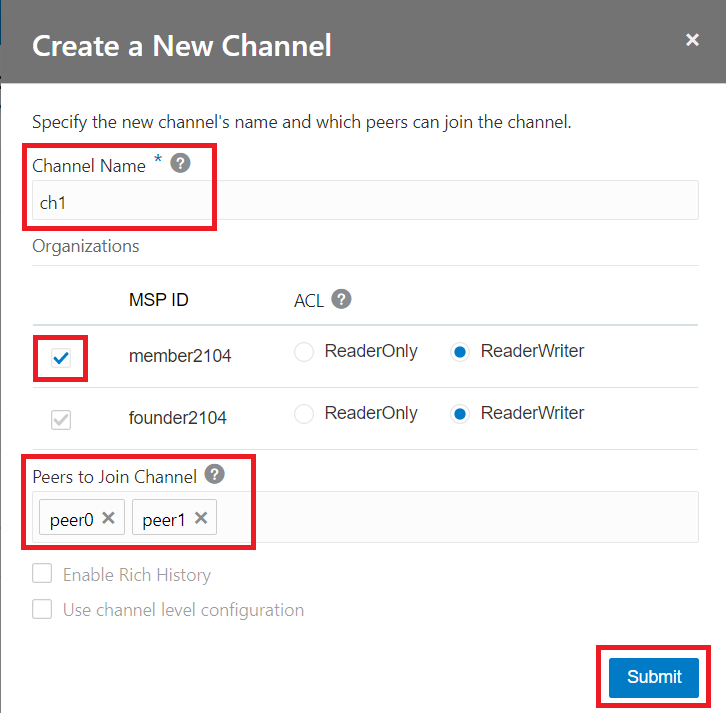 Create a New Channel ×
Specify the new channel's name and which peers can join the channel.
Channel Name * ?
ch1
Organizations
MSP ID ACL ?
member2104 ReaderOnly ReaderWriter
founder2104 ReaderOnly ReaderWriter
Peers to Join Channel ?
peer0 × peer1 ×
Enable Rich History
Use channel level configuration
Submit